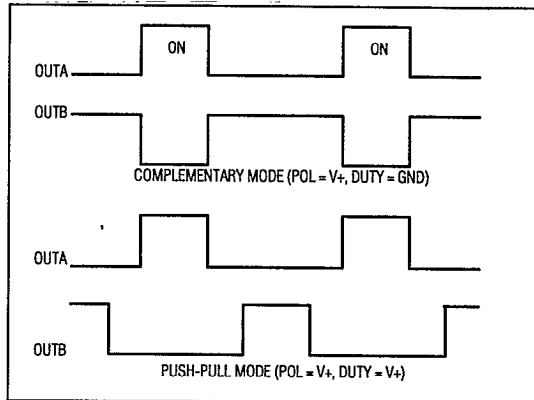 ON
ON
OUTA
OUTB
COMPLEMENTARY MODE (POL = V+, DUTY = GND)
OUTA
OUTB
PUSH-PULL MODE (POL = V+, DUTY = V+)